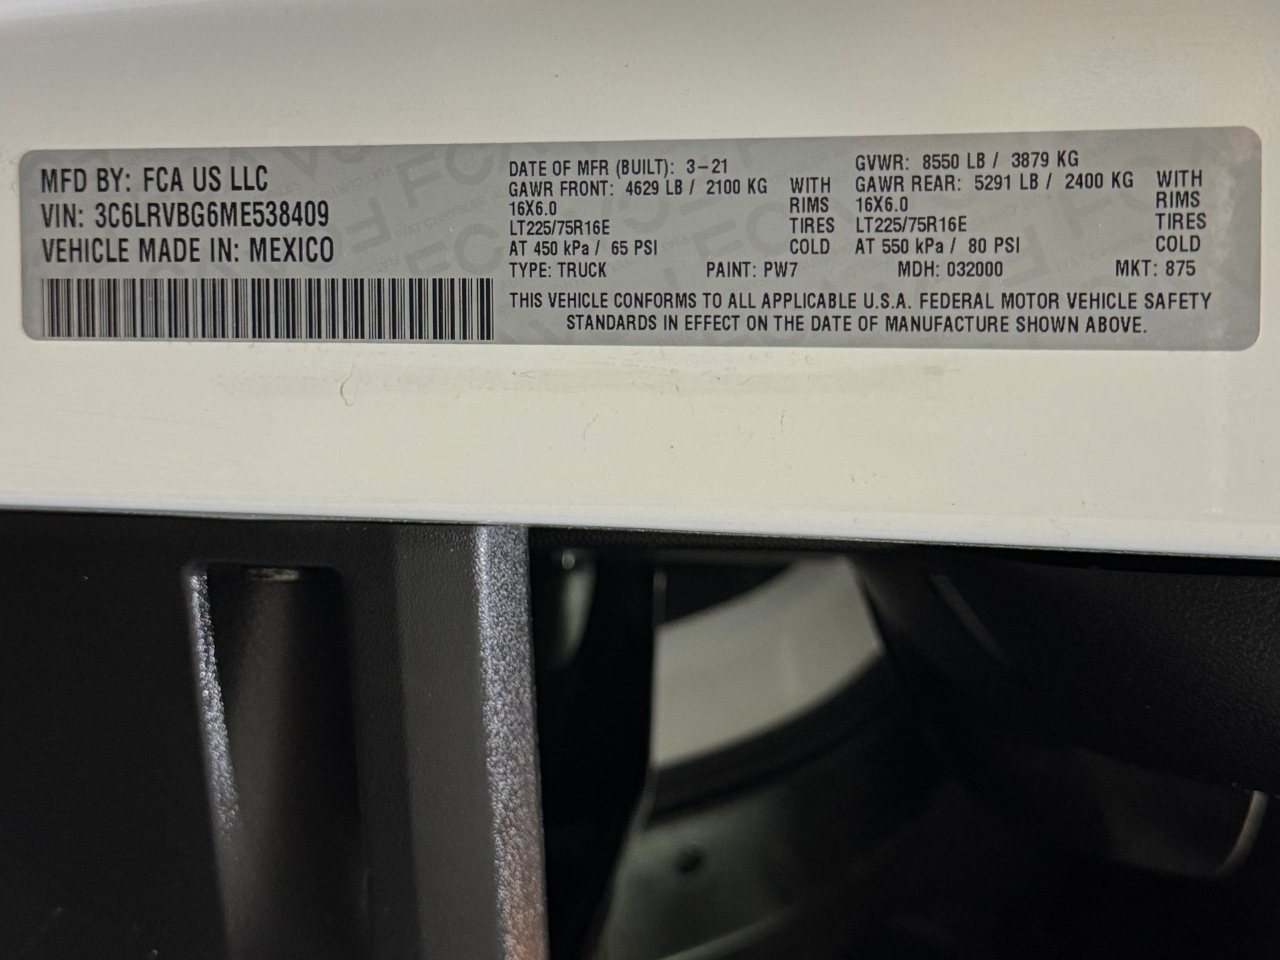 MFD BY: FCA US LLC
VIN: 3C6LRVBG6ME538409
VEHICLE MADE IN: MEXICO
DATE OF MFR (BUILT): 3-21
GAWR FRONT: 4629 LB / 2100 KG WITH
16X6.0 RIMS
LT225/75R16E TIRES
AT 450 kPa / 65 PSI COLD
GVWR: 8550 LB / 3879 KG
GAWR REAR: 5291 LB / 2400 KG WITH
16X6.0 RIMS
LT225/75R16E TIRES
AT 550 kPa / 80 PSI COLD
TYPE: TRUCK PAINT: PW7 MDH: 032000 MKT: 875
THIS VEHICLE CONFORMS TO ALL APPLICABLE U.S.A. FEDERAL MOTOR VEHICLE SAFETY
STANDARDS IN EFFECT ON THE DATE OF MANUFACTURE SHOWN ABOVE.